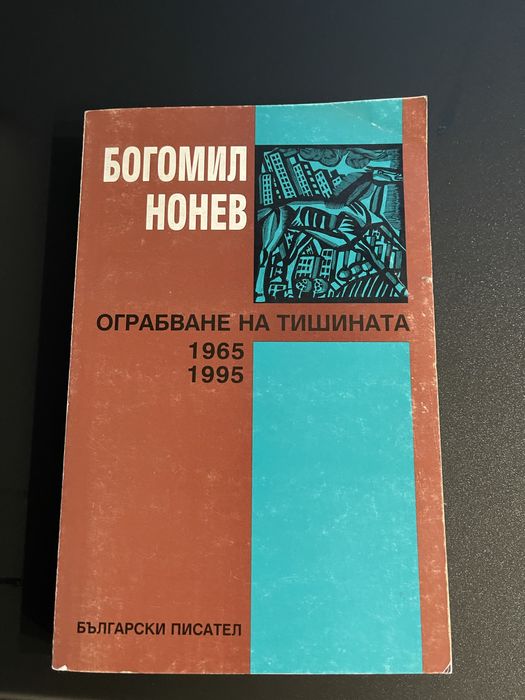 БОГОМИЛ
НОНЕВ
ОГРАБВАНЕ НА ТИШИНАТА
1965
1995
БЪЛГАРСКИ ПИСАТЕЛ